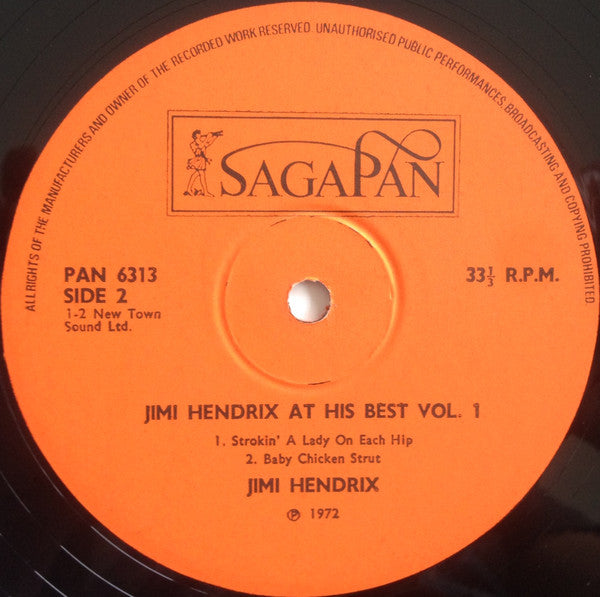 ALL RIGHTS OF THE MANUFACTURERS AND OWNER OF THE RECORDED WORK RESERVED UNAUTHORISED PUBLIC PERFORMANCES, BROADCASTING AND COPYING PROHIBITED.
SAGAPAN
PAN 6313
SIDE 2
1-2 New Town
Sound Ltd.
33⅓ R.P.M.
JIMI HENDRIX AT HIS BEST VOL. 1
1. Strokin' A Lady On Each Hip
2. Baby Chicken Strut
JIMI HENDRIX
℗ 1972